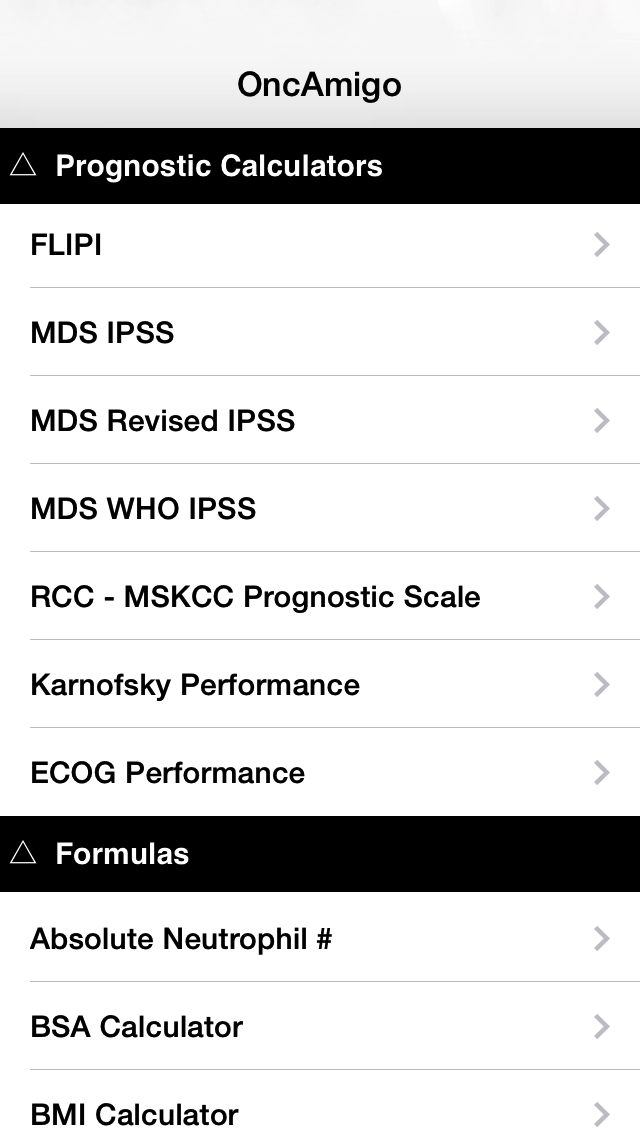 OncAmigo
Prognostic Calculators
FLIPI
MDS IPSS
MDS Revised IPSS
MDS WHO IPSS
RCC - MSKCC Prognostic Scale
Karnofsky Performance
ECOG Performance
Formulas
Absolute Neutrophil #
BSA Calculator
BMI Calculator